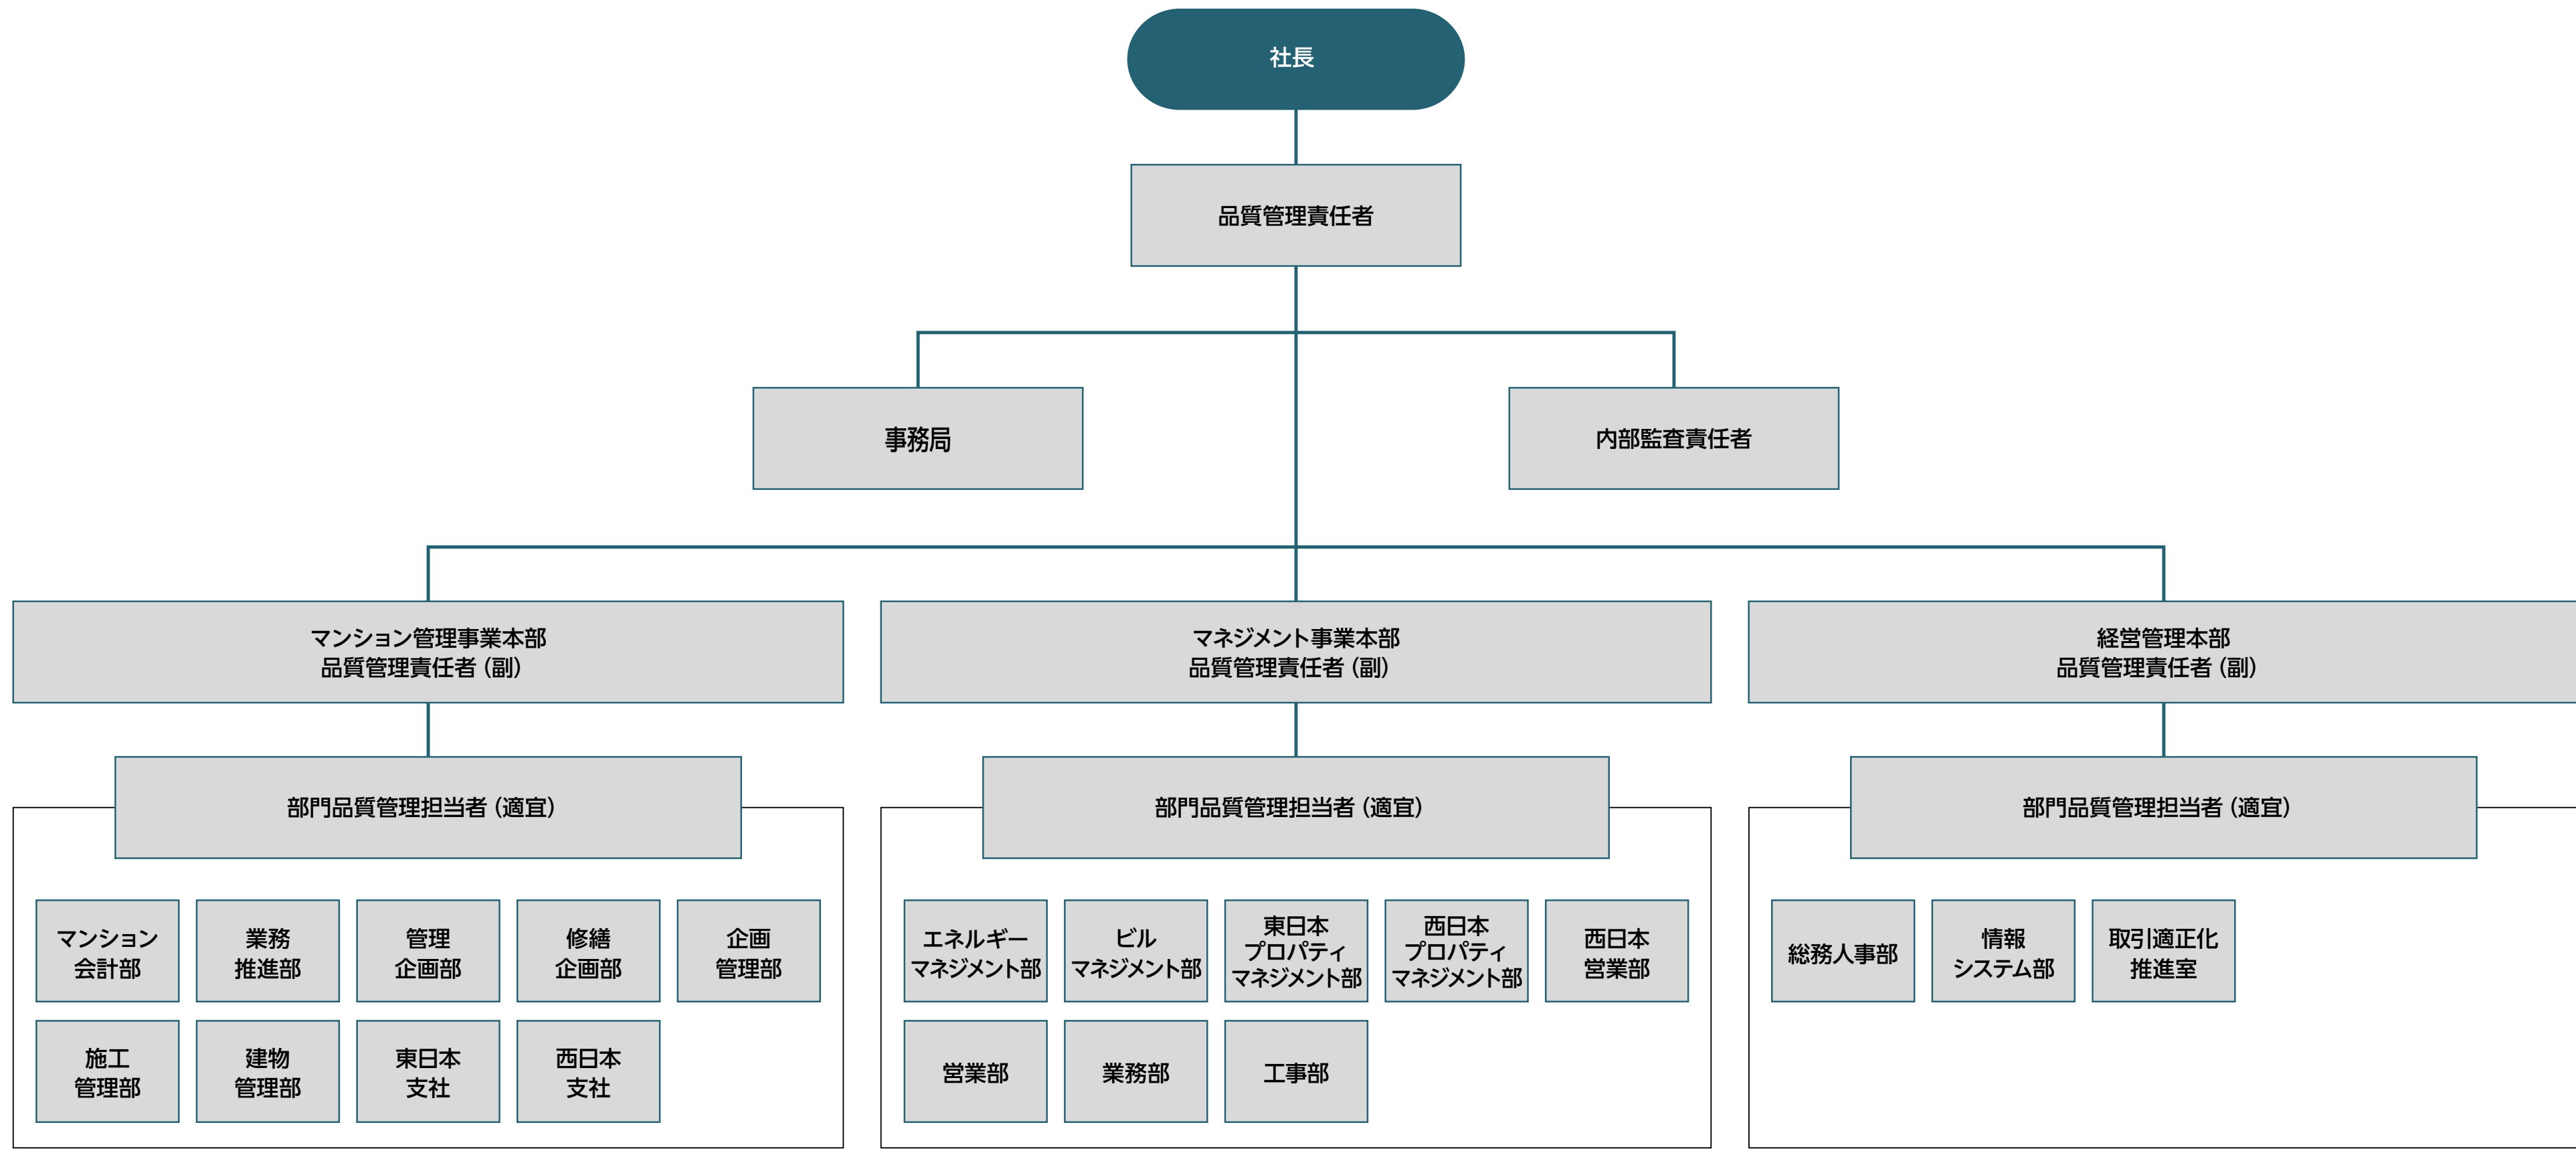 社長
品質管理責任者
事務局
内部監査責任者
マンション管理事業本部
品質管理責任者（副）
マネジメント事業本部
品質管理責任者（副）
経営管理本部
品質管理責任者（副）
部門品質管理担当者（適宜）
部門品質管理担当者（適宜）
部門品質管理担当者（適宜）
マンション
会計部
業務
推進部
管理
企画部
修繕
企画部
企画
管理部
施工
管理部
建物
管理部
東日本
支社
西日本
支社
エネルギー
マネジメント部
ビル
マネジメント部
東日本
プロパティ
マネジメント部
西日本
プロパティ
マネジメント部
西日本
営業部
営業部
業務部
工事部
総務人事部
情報
システム部
取引適正化
推進室